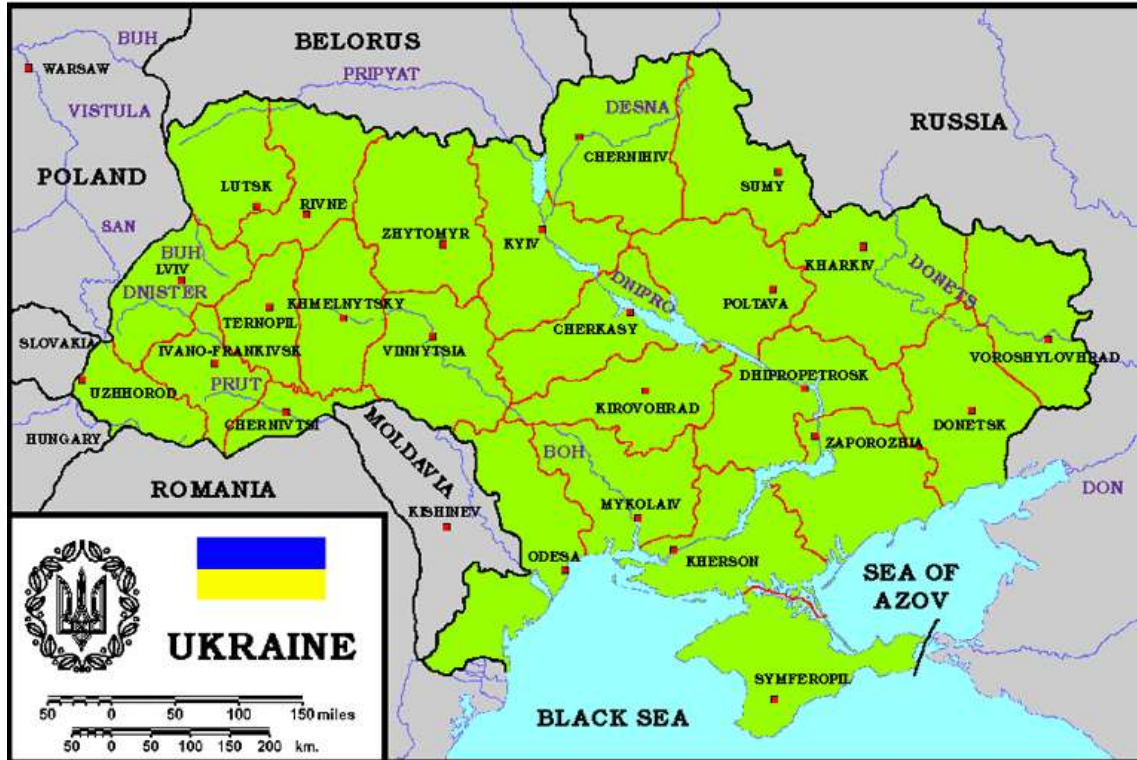 BUH
BELORUS
WARSAW
PRIPYAT
VISTULA
DESNA
RUSSIA
CHERNIHIV
POLAND
SUMY
LUTSK
RIVNE
SAN
ZHYTOMYR
KYIV
BUH
KHARKIV
LVIV
DONETS
DNISTER
DNIPRO
POLTAVA
KHMELNYTSKY
TERNOPIL
CHERKASY
SLOVAKIA
IVANO-FRANKIVSK
VINNYTSIA
VOROSHYLOVHRAD
DHIPROPETROSK
PRUT
UZHHOROD
KIROVOHRAD
CHERNIVTSI
DONETSK
HUNGARY
ZAPOROZHIA
MOLDAVIA
BOH
ROMANIA
DON
MYKOLAIV
KISHINEV
ODESA
KHERSON
SEA OF
AZOV
UKRAINE
SYMFEROPIL
BLACK SEA
50 0 50 100 150 miles
50 0 50 100 150 200 km.